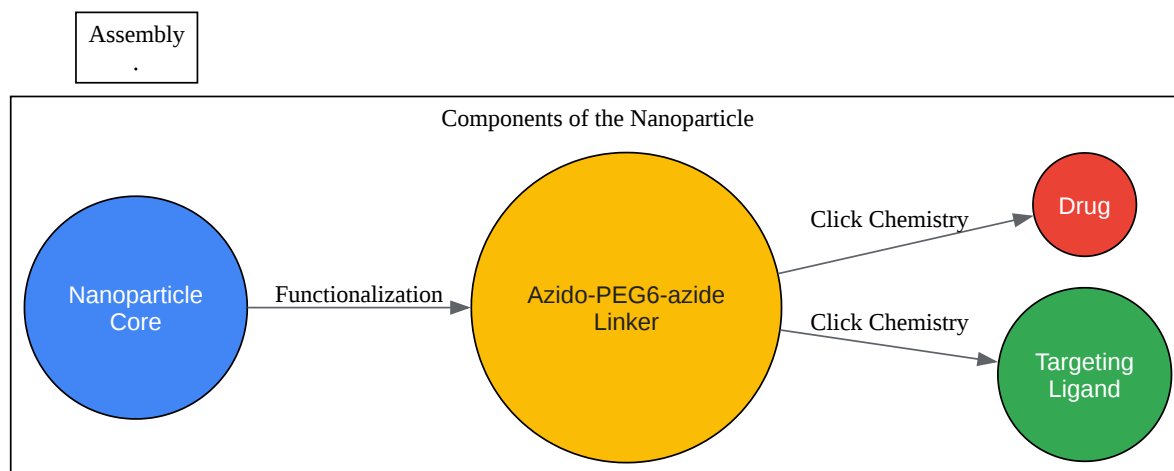 Assembly
.
Components of the Nanoparticle
Nanoparticle
Core
Functionalization
Azido-PEG6-azide
Linker
Click Chemistry
Drug
Click Chemistry
Targeting
Ligand